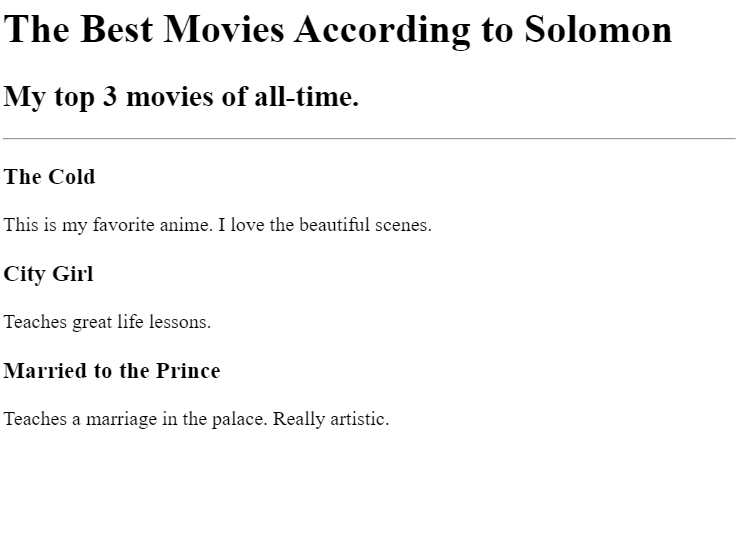 The Best Movies According to Solomon
My top 3 movies of all-time.
The Cold
This is my favorite anime. I love the beautiful scenes.
City Girl
Teaches great life lessons.
Married to the Prince
Teaches a marriage in the palace. Really artistic.